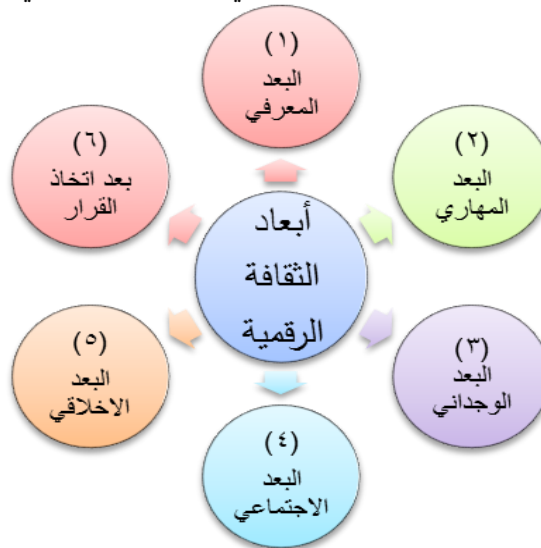 (١)
البعد
المعرفي
(٢)
البعد
المهاري
(٣)
البعد
الوجداني
(٤)
البعد
الاجتماعي
(٥)
البعد
الاخلاقي
(٦)
بعد اتخاذ
القرار
أبعاد
الثقافة
الرقمية